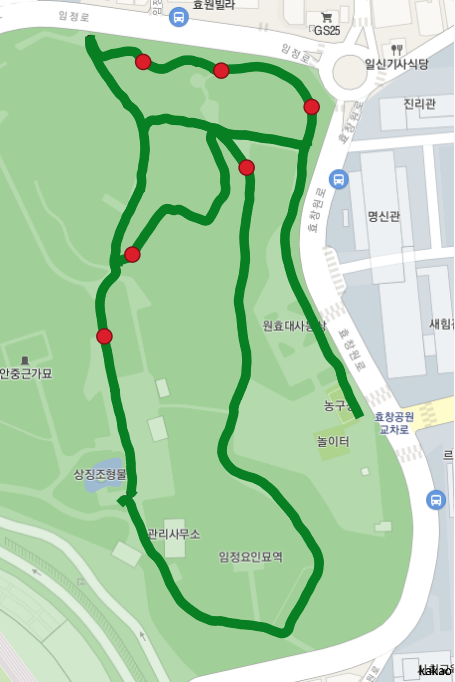 효원빌라
임정로
GS25
임정로
일신기사식당
진리관
효창원로
명신관
효창원로
원효대사동상
새힘관
효창원로
안중근가묘
농구장
효창공원
교차로
놀이터
르
상징조형물
관리사무소
임정요인묘역
kakao